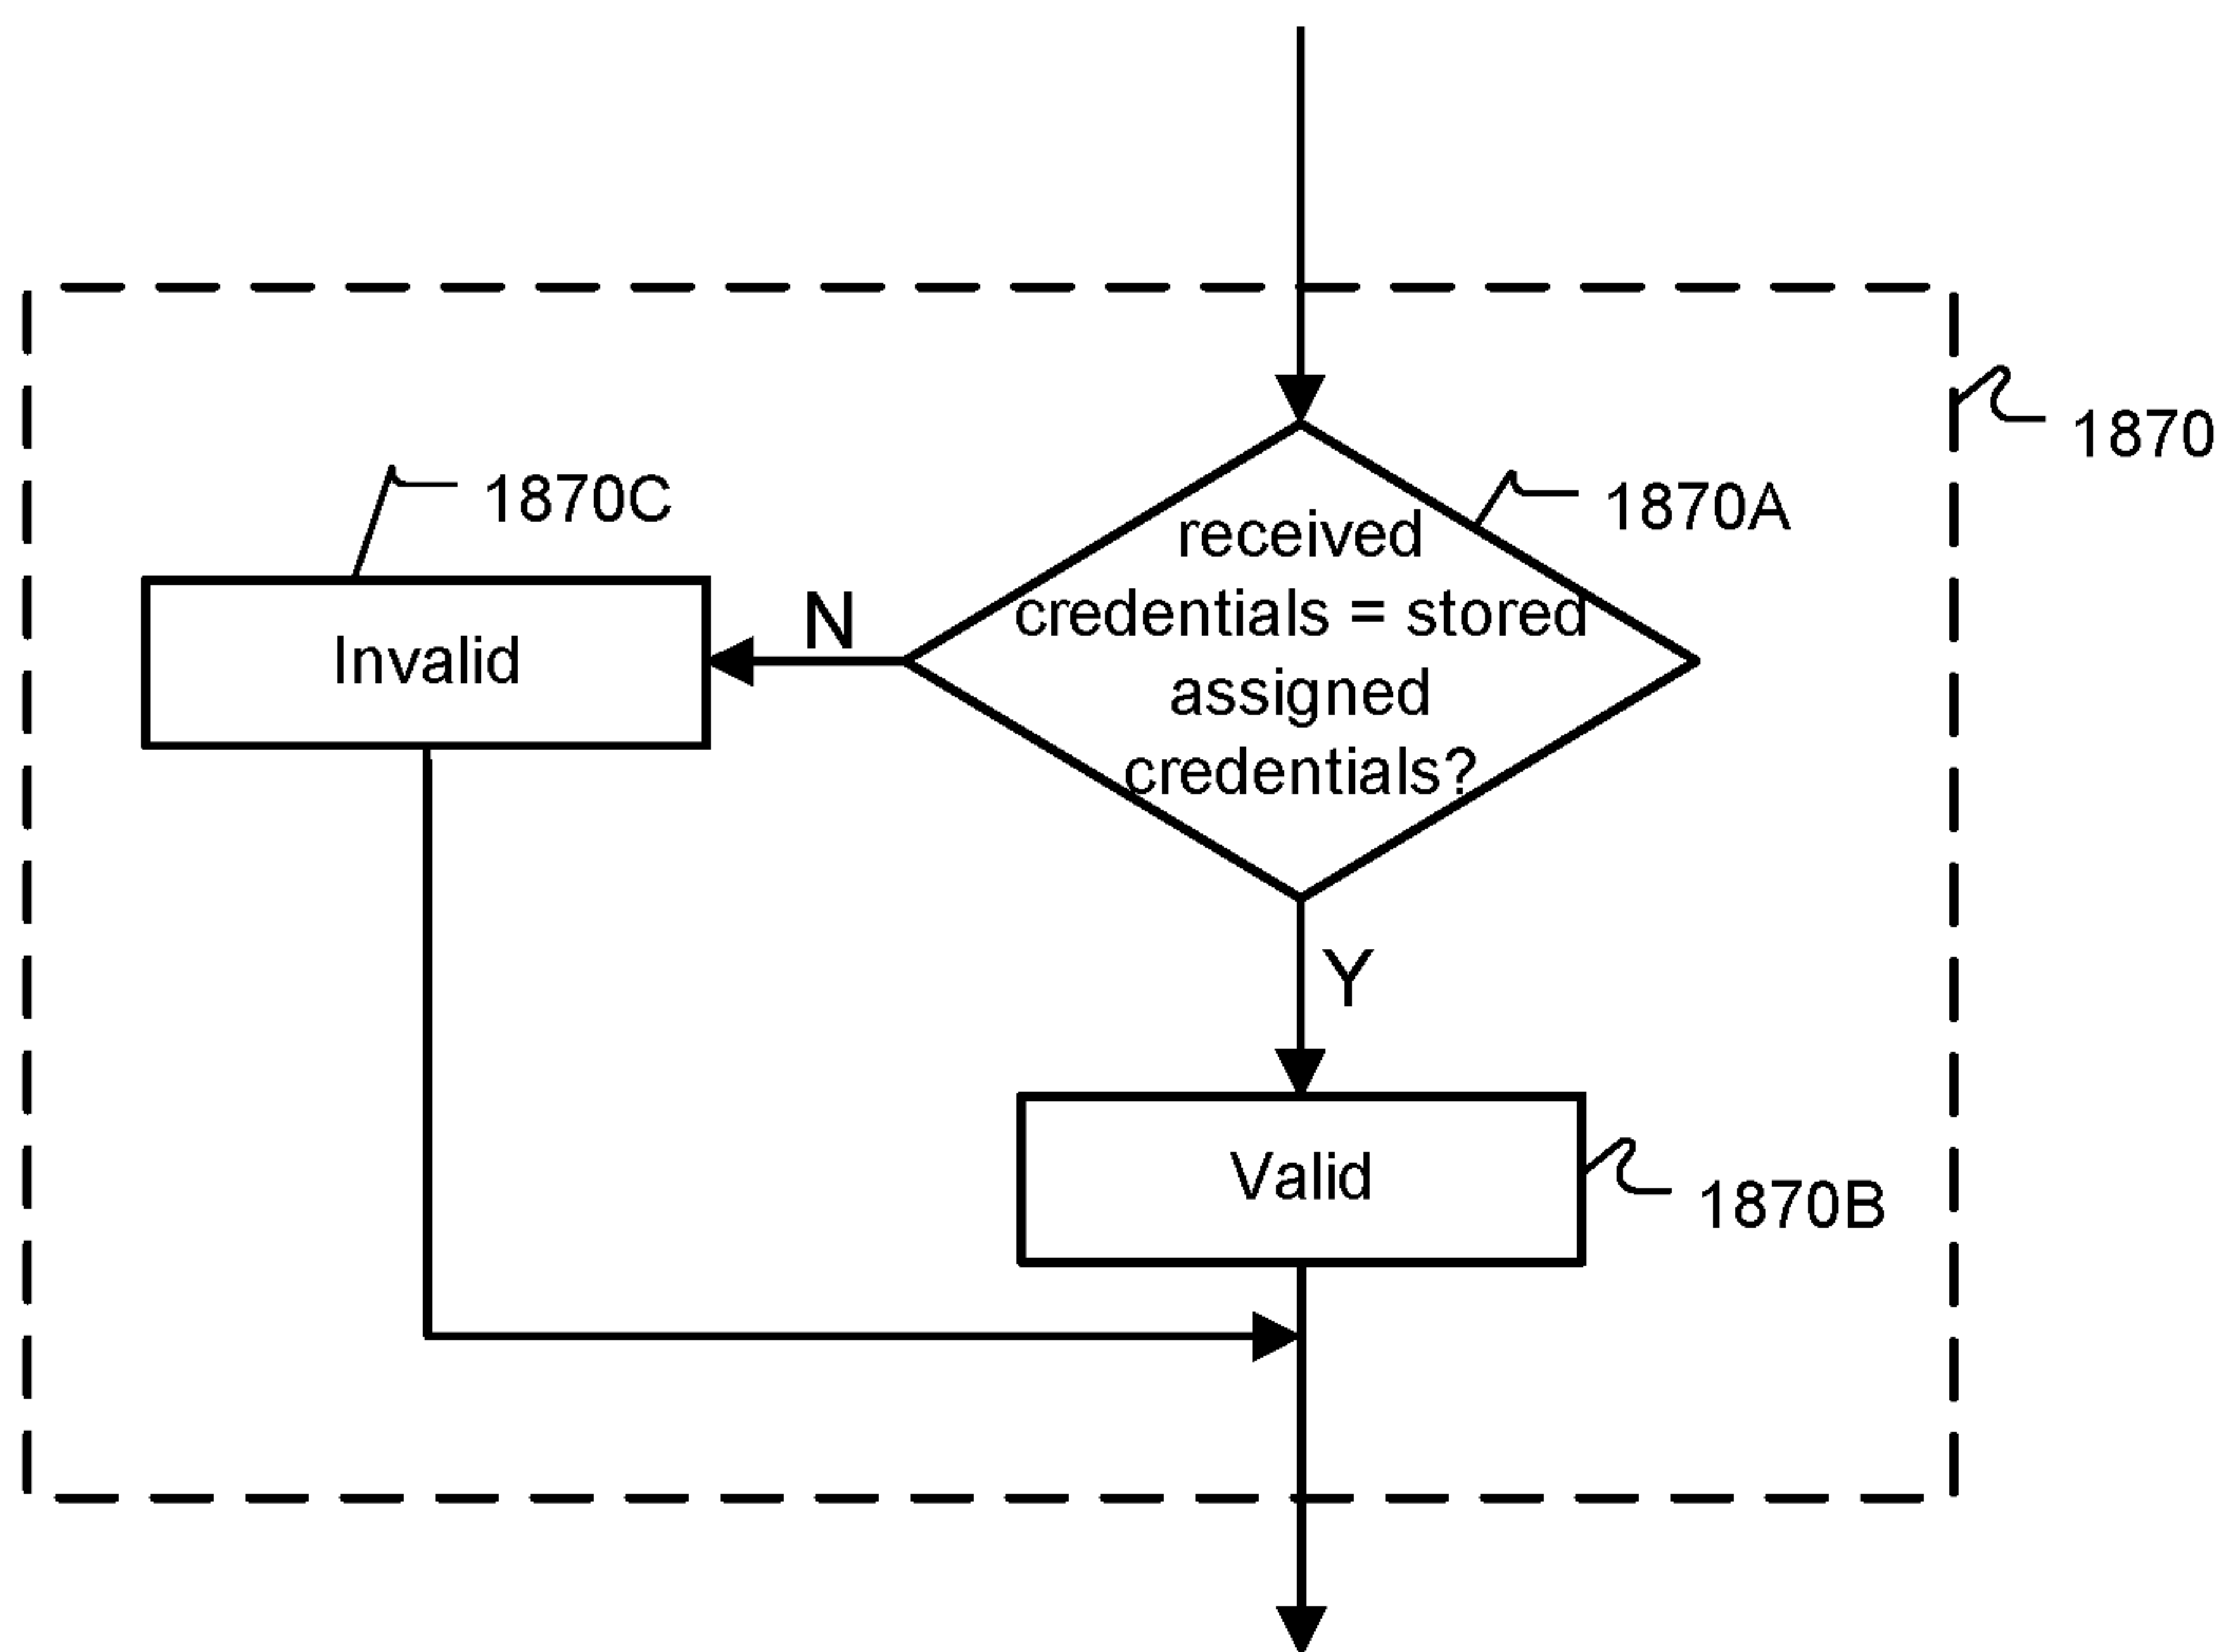 1870
1870C
1870A
received
credentials = stored
assigned
credentials?
N
Invalid
Y
Valid
1870B